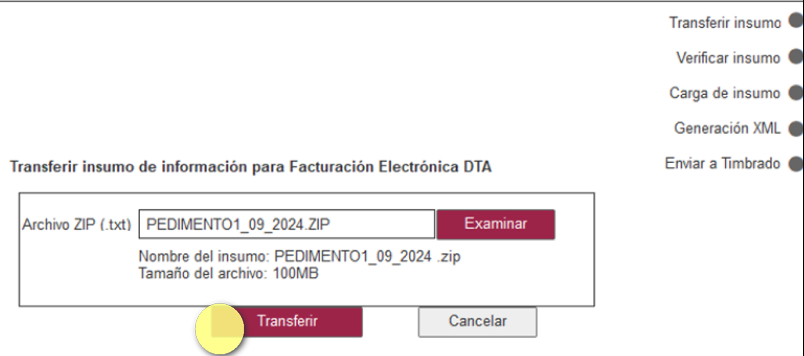 Transferir insumo
Verificar insumo
Carga de insumo
Generación XML
Enviar a Timbrado
Transferir insumo de información para Facturación Electrónica DTA
Archivo ZIP (.txt) PEDIMENTO1_09_2024.ZIP Examinar
Nombre del insumo: PEDIMENTO1_09_2024 .zip
Tamaño del archivo: 100MB
Transferir Cancelar